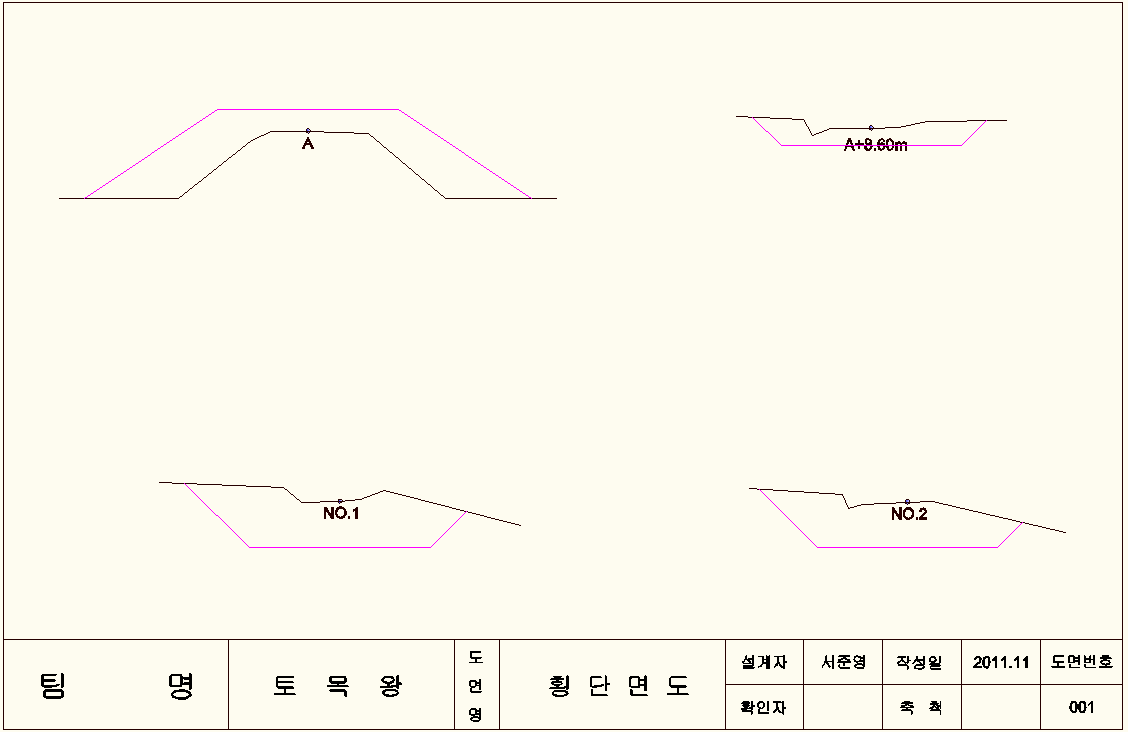 A
A+8.60m
NO.1
NO.2
팀 명
토 목 왕
도
면
명
횡 단 면 도
설계자
서준영
작성일
2011.11
도면번호
확인자
축 척
001